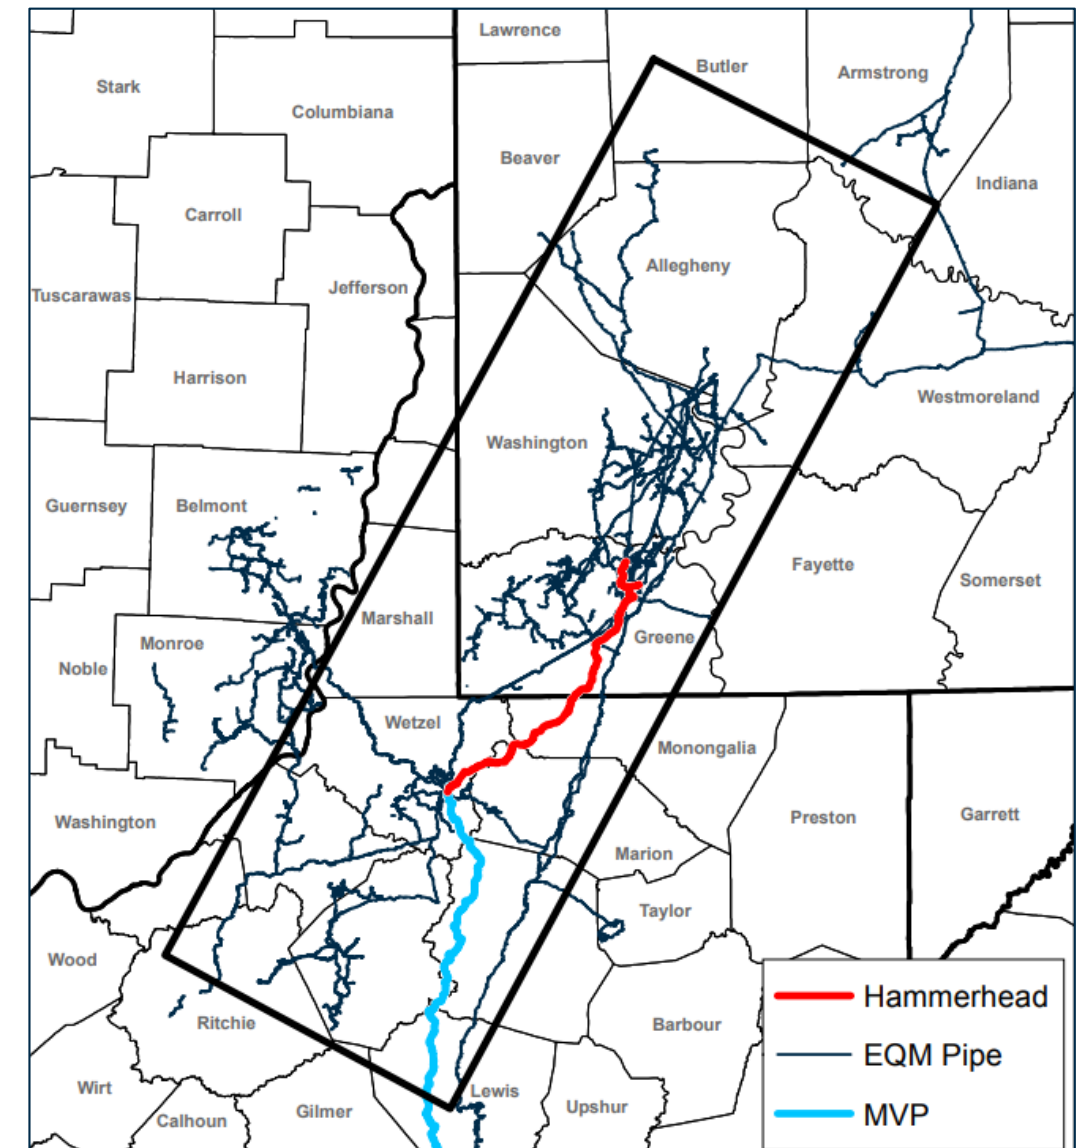 Lawrence
Butler
Armstrong
Stark
Columbiana
Beaver
Indiana
Carroll
Allegheny
Jefferson
Tuscarawas
Harrison
Westmoreland
Washington
Guernsey
Belmont
Fayette
Somerset
Marshall
Monroe
Greene
Noble
Wetzel
Monongalia
Washington
Preston
Garrett
Marion
Taylor
Wood
Hammerhead
Ritchie
Barbour
EQM Pipe
Wirt
Lewis
Calhoun
Gilmer
Upshur
MVP